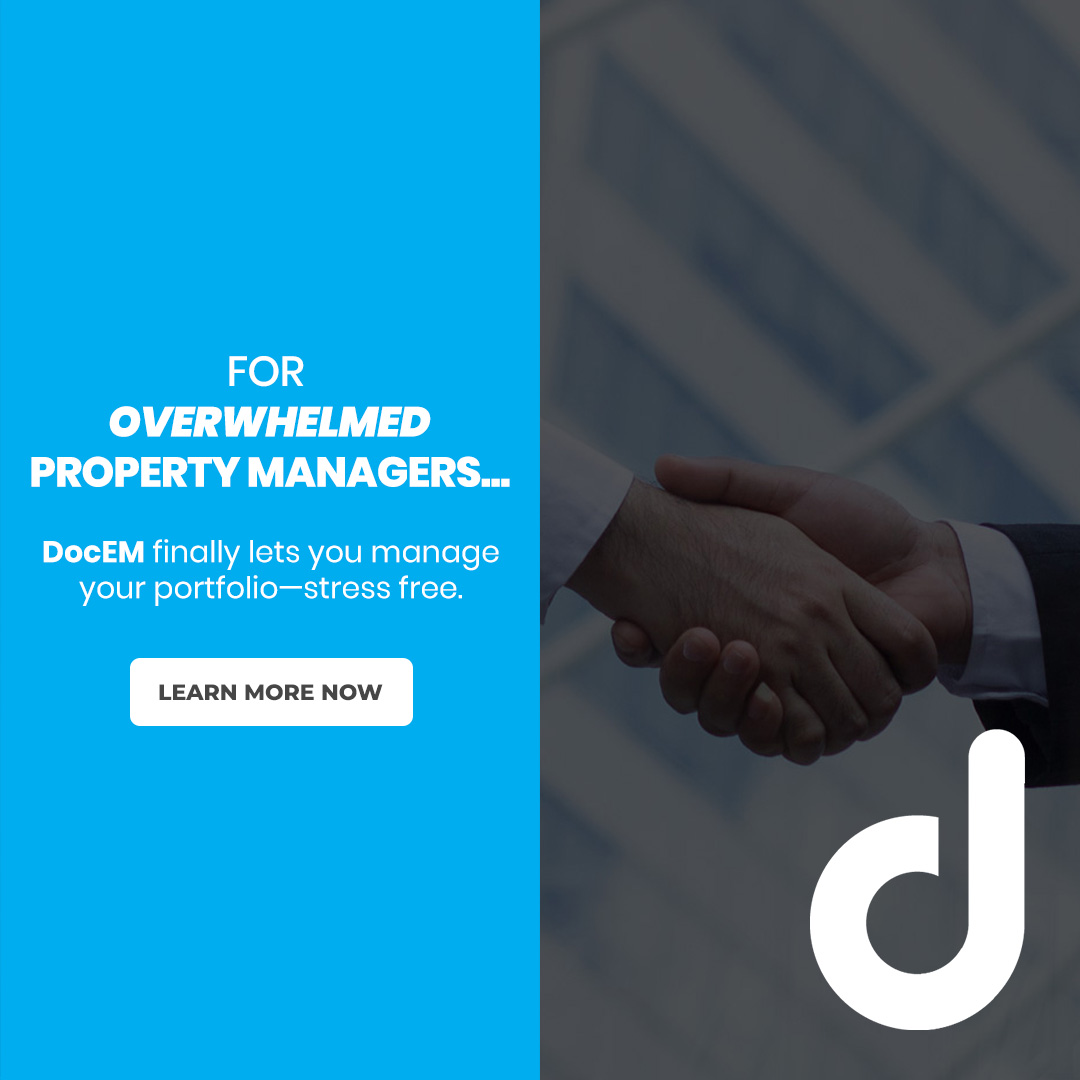 FOR
OVERWHELMED
PROPERTY MANAGERS...
DocEM finally lets you manage
your portfolio—stress free.
LEARN MORE NOW
d